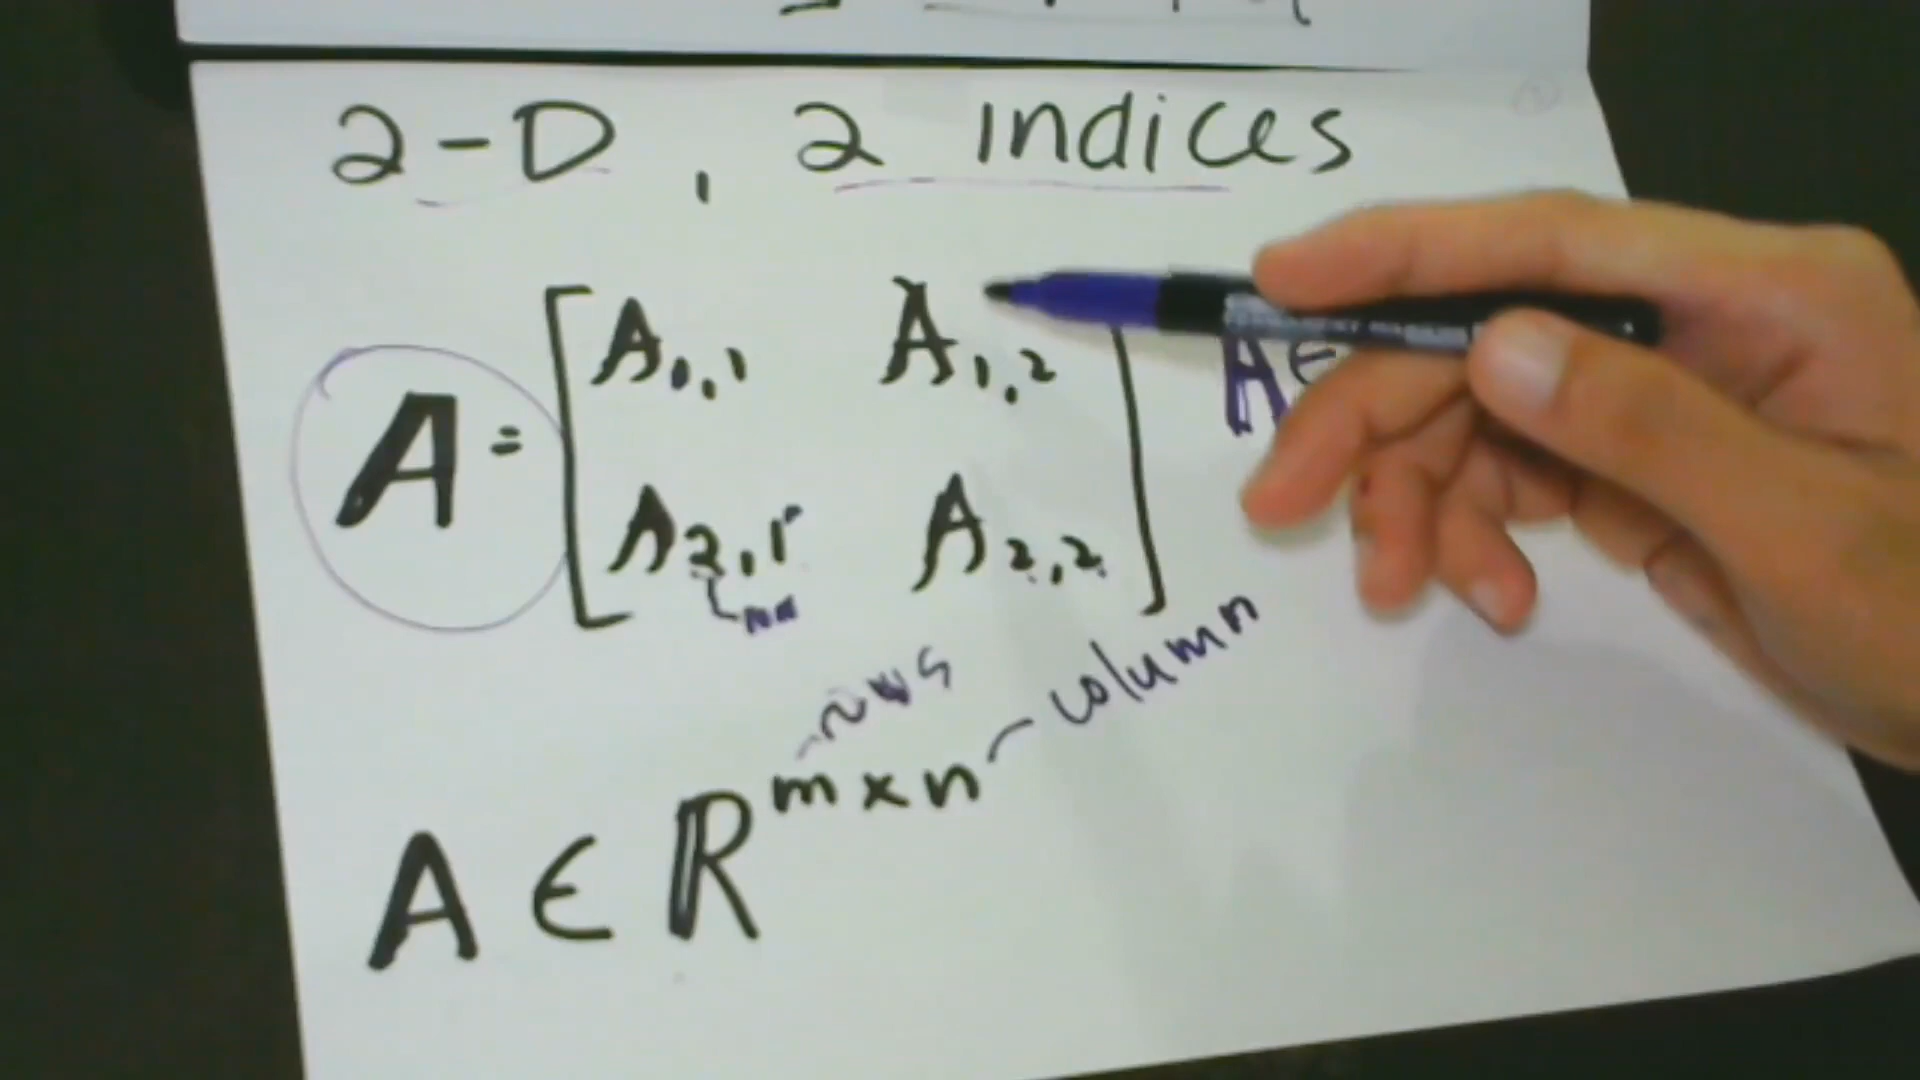 2-D, 2 indices
A = [ A1,1 A1,2
A2,1 A2,2 ]
A ∈
rows
column
A ∈ ℝ m×n